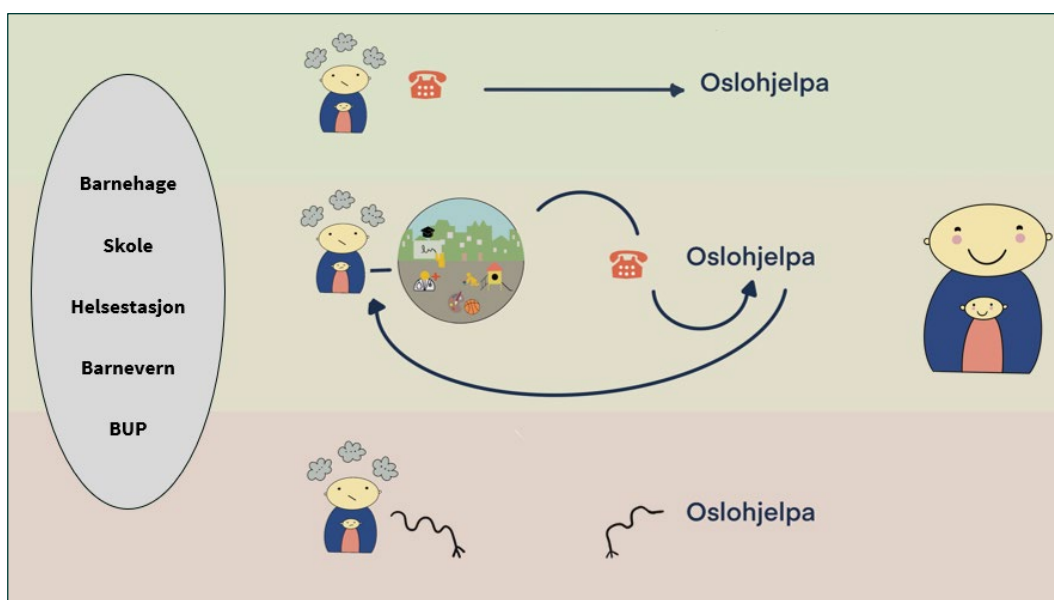 Barnehage
Skole
Helsestasjon
Barnevern
BUP
Oslohjelpa
Oslohjelpa
Oslohjelpa